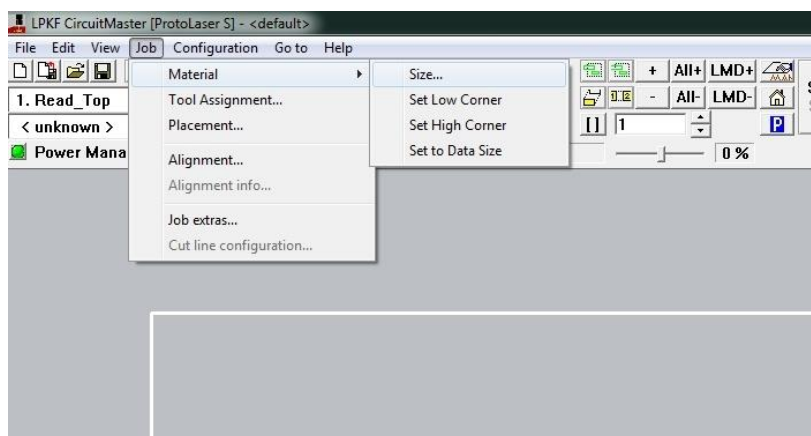 LPKF CircuitMaster [ProtoLaser S] - <default>
File Edit View Job Configuration Go to Help
Material
Tool Assignment...
Placement...
Alignment...
Alignment info...
Job extras...
Cut line configuration...
Size...
Set Low Corner
Set High Corner
Set to Data Size
1. Read_Top
< unknown >
Power Mana
+ All+ LMD+
- All- LMD-
[] 1 P
0 %